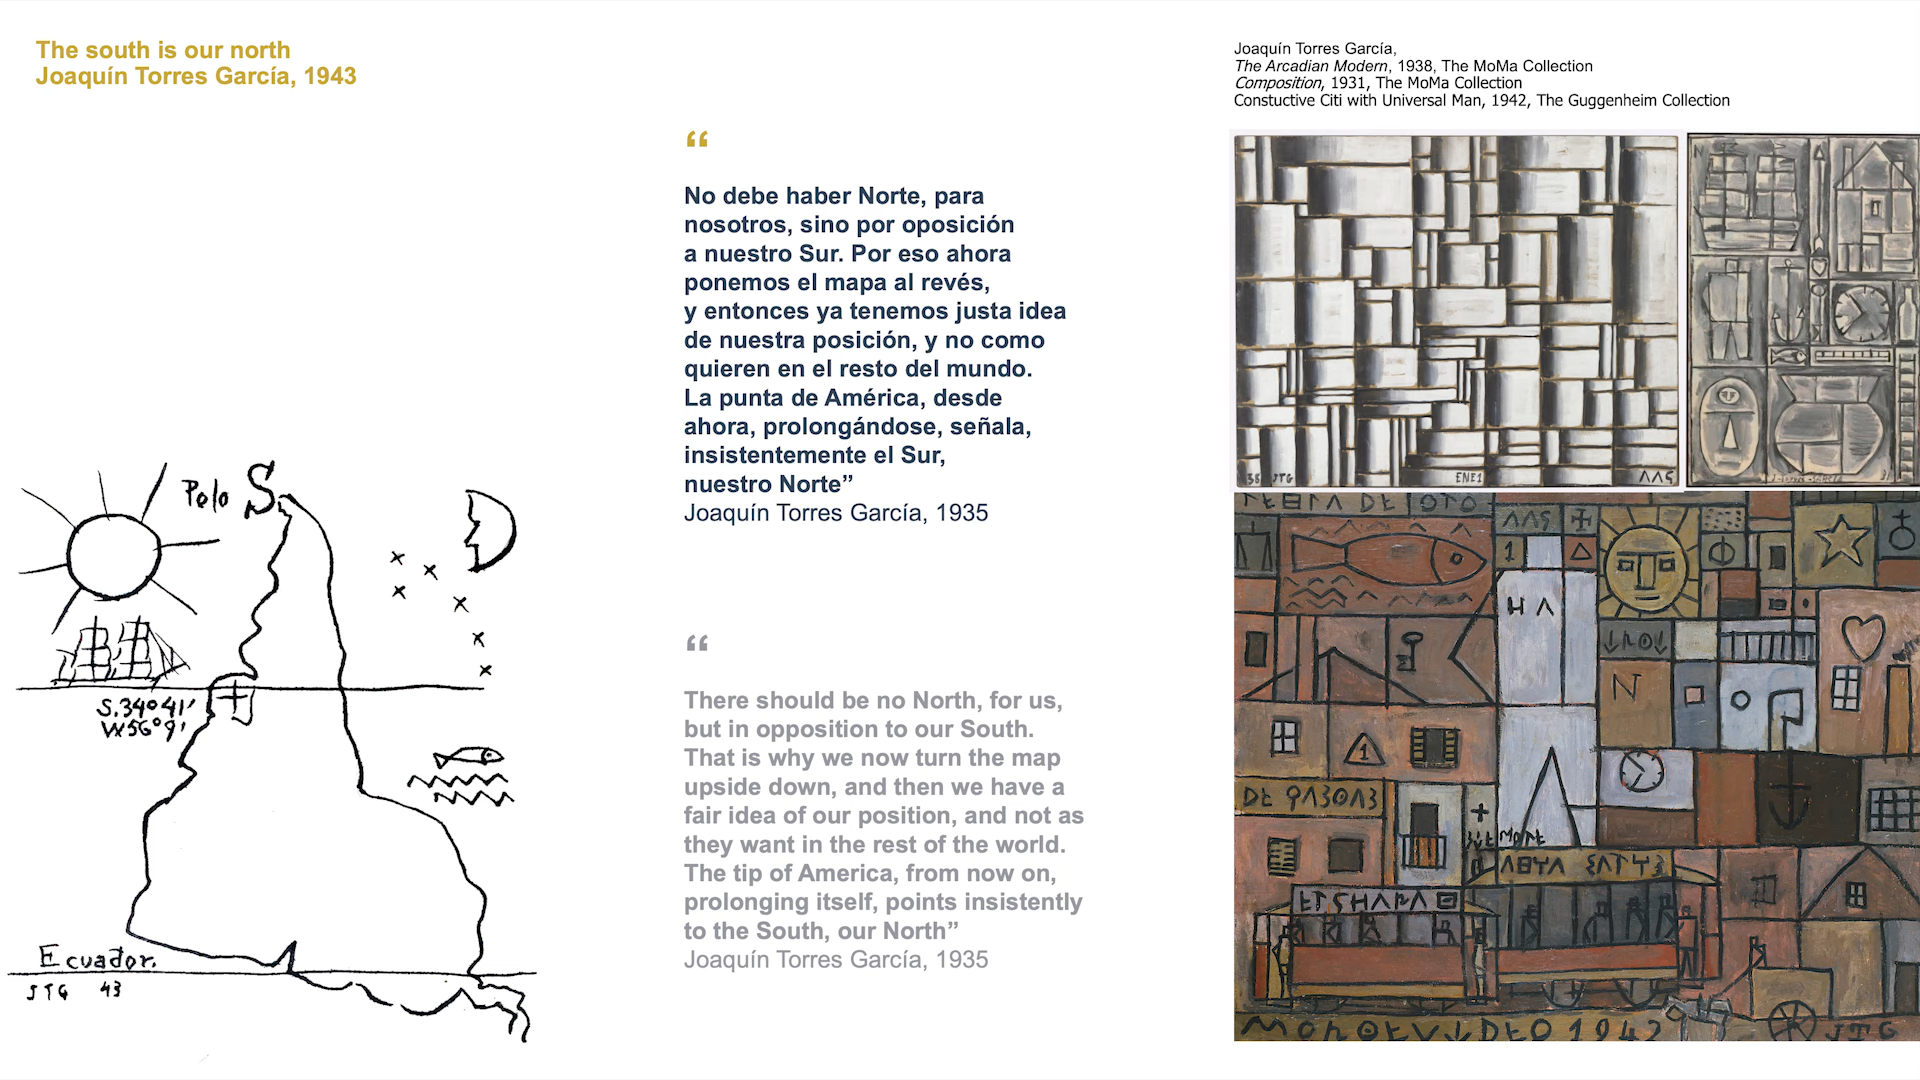 The south is our north
Joaquín Torres García, 1943
“
No debe haber Norte, para
nosotros, sino por oposición
a nuestro Sur. Por eso ahora
ponemos el mapa al revés,
y entonces ya tenemos justa idea
de nuestra posición, y no como
quieren en el resto del mundo.
La punta de América, desde
ahora, prolongándose, señala,
insistentemente el Sur,
nuestro Norte”
Joaquín Torres García, 1935
“
There should be no North, for us,
but in opposition to our South.
That is why we now turn the map
upside down, and then we have a
fair idea of our position, and not as
they want in the rest of the world.
The tip of America, from now on,
prolonging itself, points insistently
to the South, our North”
Joaquín Torres García, 1935
Joaquín Torres García,
The Arcadian Modern, 1938, The MoMa Collection
Composition, 1931, The MoMa Collection
Constuctive Citi with Universal Man, 1942, The Guggenheim Collection
Polo S.
S.34°41'
W56°9'
Ecuador.
JTG 43
JTG
N
1
N
1
1942
JTG